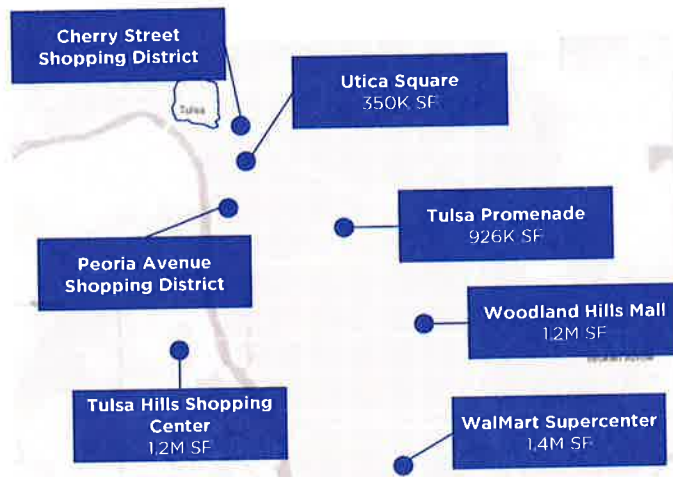 Cherry Street
Shopping District
Utica Square
350K SF
Tulsa
Tulsa Promenade
926K SF
Peoria Avenue
Shopping District
Woodland Hills Mall
1.2M SF
Tulsa Hills Shopping
Center
1.2M SF
WalMart Supercenter
1.4M SF